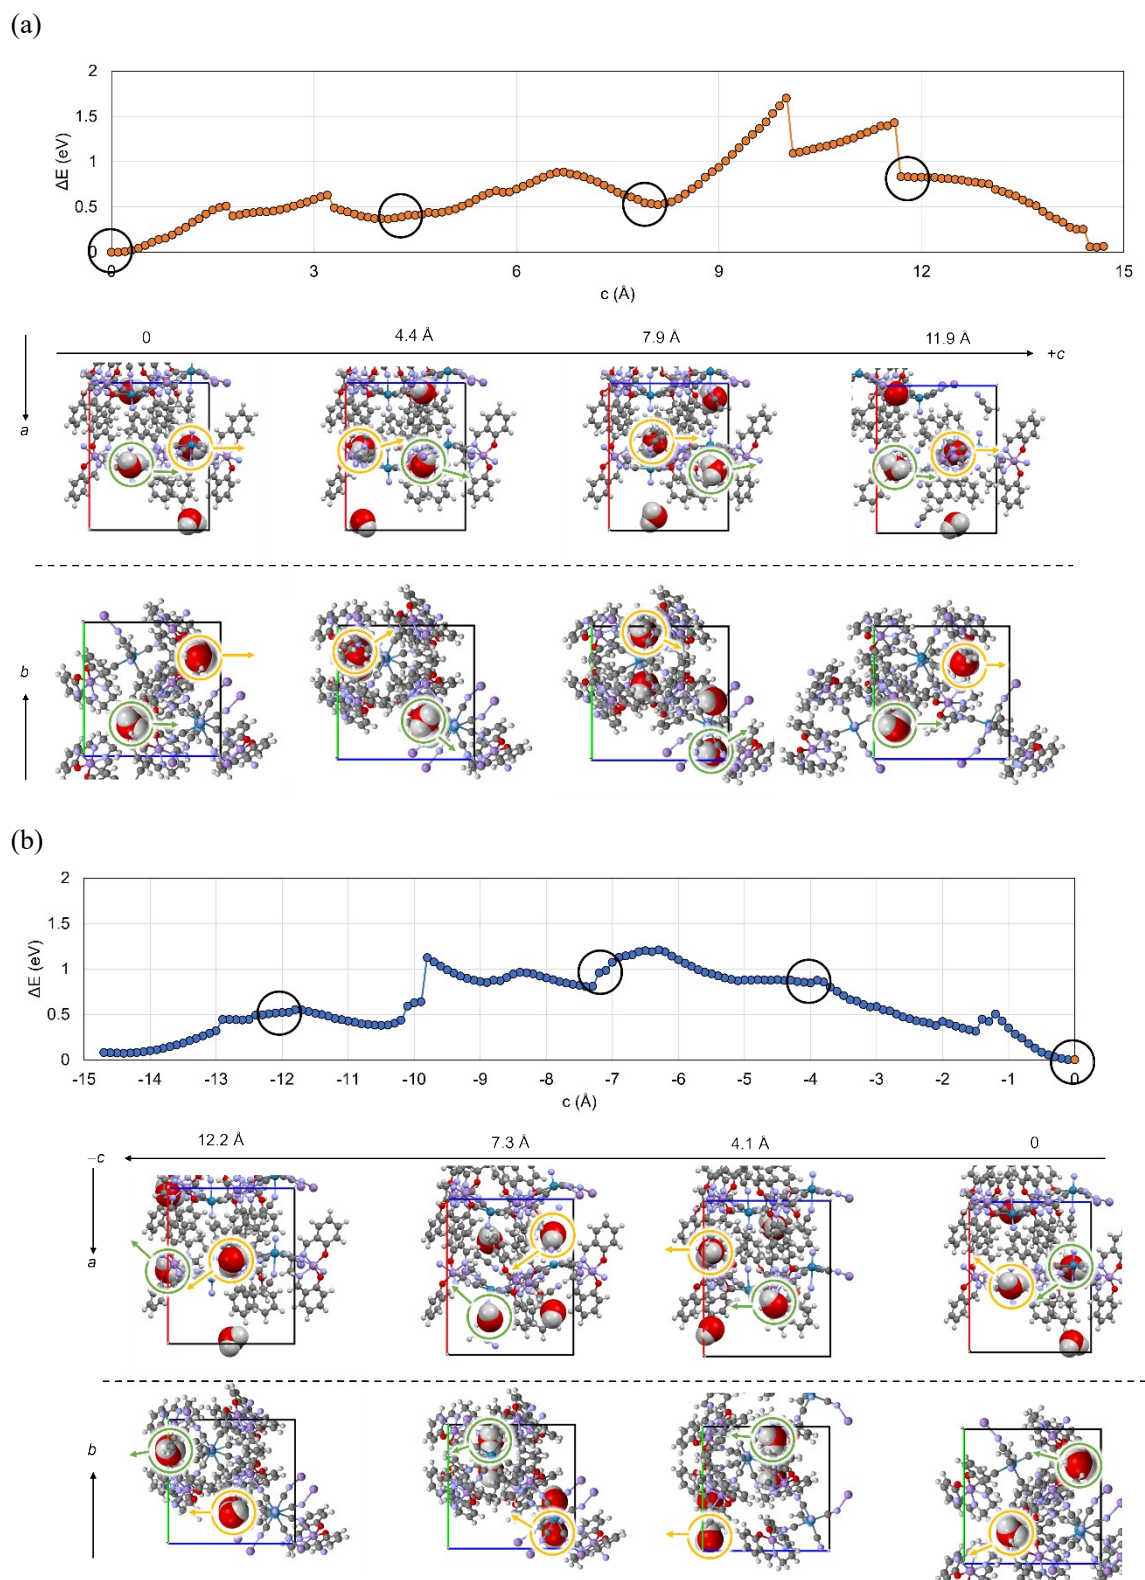 (a)
2
1.5
1
0.5
0
ΔE (eV)
0 3 6 9 12 15
c (Å)
0 4.4 Å 7.9 Å 11.9 Å
+c
a
b
(b)
2
1.5
1
0.5
0
ΔE (eV)
-15 -14 -13 -12 -11 -10 -9 -8 -7 -6 -5 -4 -3 -2 -1 0
c (Å)
12.2 Å 7.3 Å 4.1 Å 0
−c
a
b